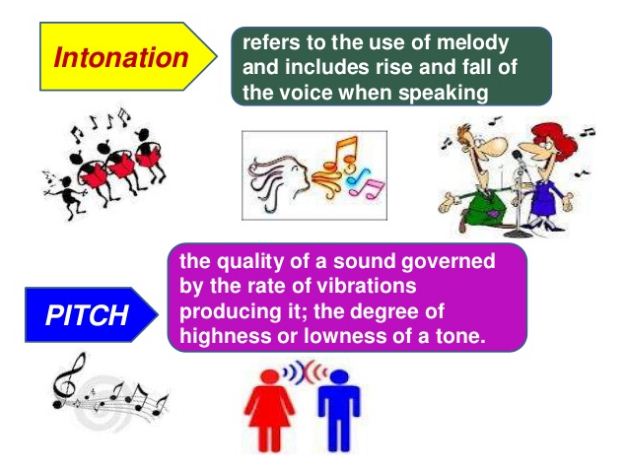 Intonation
refers to the use of melody
and includes rise and fall of
the voice when speaking
PITCH
the quality of a sound governed
by the rate of vibrations
producing it; the degree of
highness or lowness of a tone.